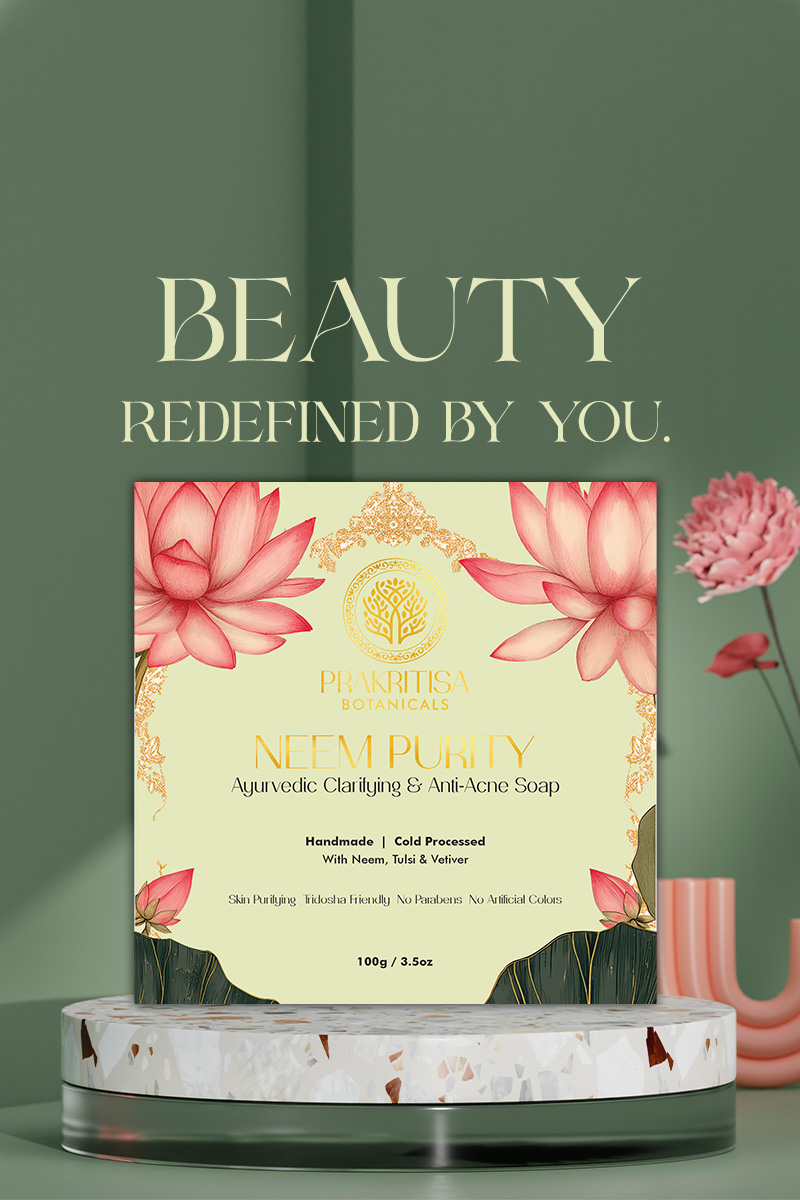 BEAUTY
REDEFINED BY YOU.
PRAKRITISA
BOTANICALS
NEEM PURITY
Ayurvedic Clarifying & Anti-Acne Soap
Handmade | Cold Processed
With Neem, Tulsi & Vetiver
Skin Purifying Tridosha Friendly No Parabens No Artificial Colors
100g / 3.5oz